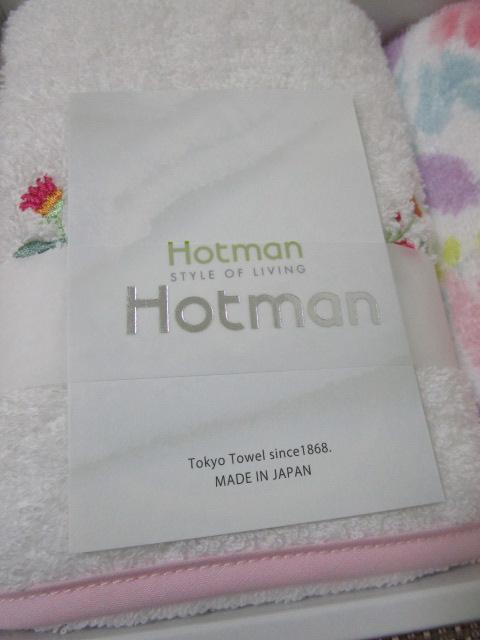 Hotman
STYLE OF LIVING
Hotman
Tokyo Towel since1868.
MADE IN JAPAN